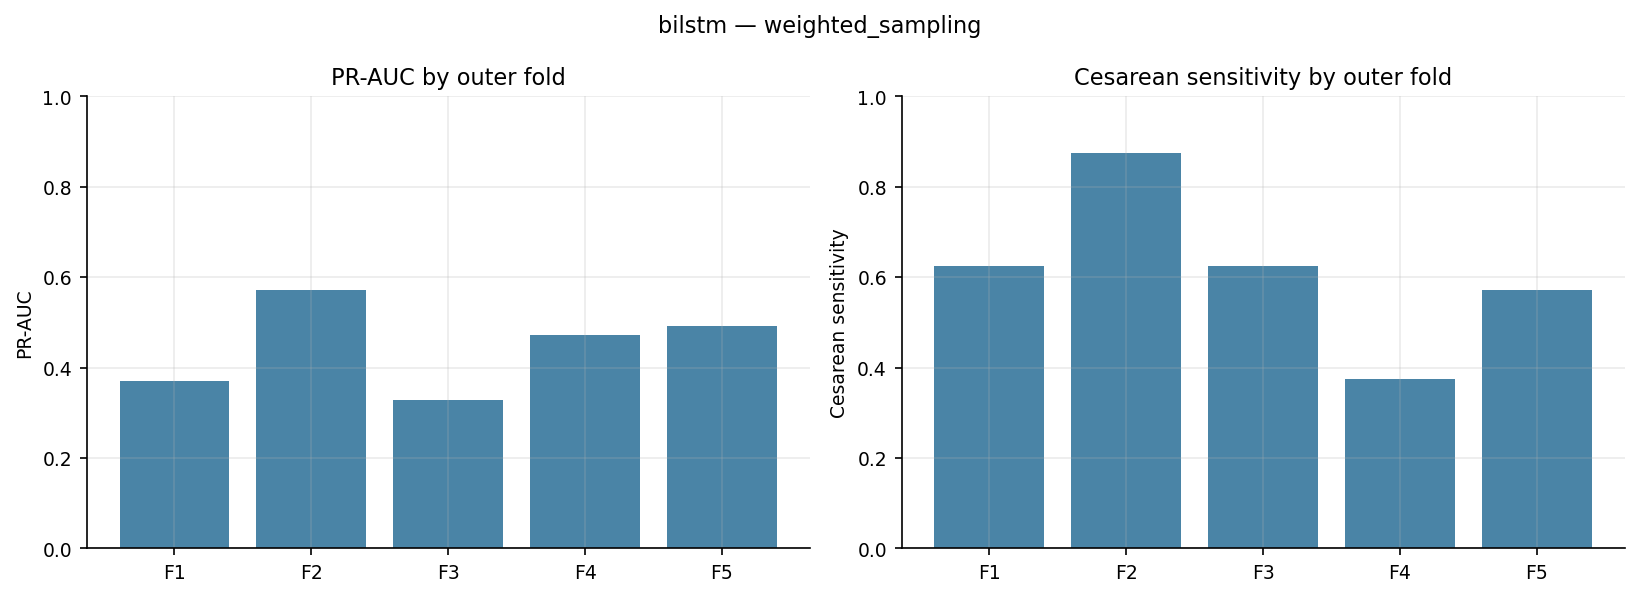 bilstm — weighted_sampling
PR-AUC by outer fold
PR-AUC
1.0
0.8
0.6
0.4
0.2
0.0
F1 F2 F3 F4 F5
Cesarean sensitivity by outer fold
Cesarean sensitivity
1.0
0.8
0.6
0.4
0.2
0.0
F1 F2 F3 F4 F5